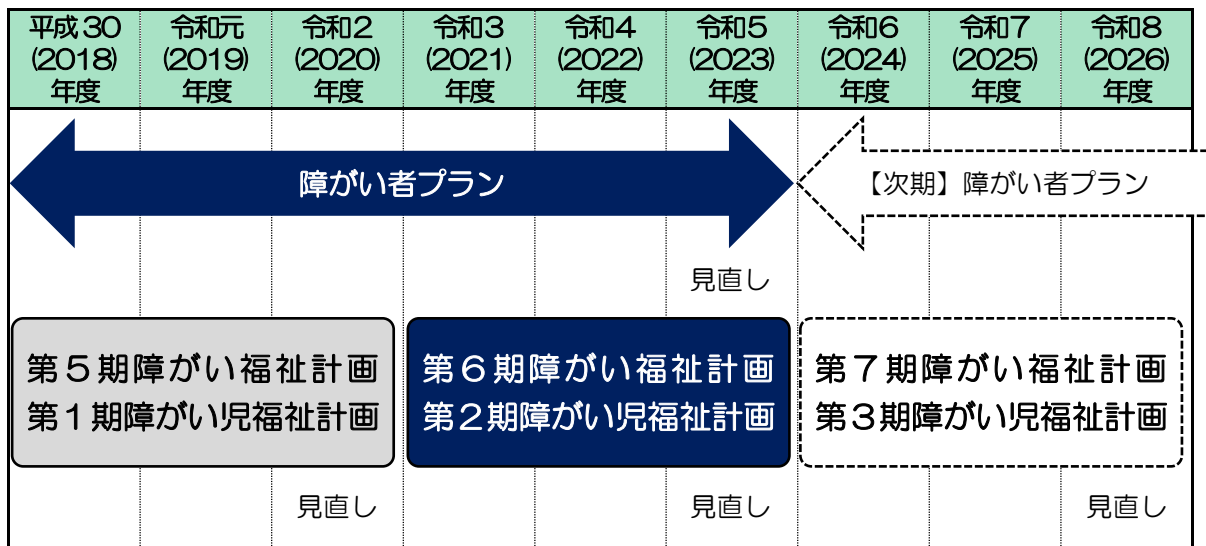 平成30
(2018)
年度
令和元
(2019)
年度
令和2
(2020)
年度
令和3
(2021)
年度
令和4
(2022)
年度
令和5
(2023)
年度
令和6
(2024)
年度
令和7
(2025)
年度
令和8
(2026)
年度
障がい者プラン
【次期】障がい者プラン
見直し
第5期障がい福祉計画
第1期障がい児福祉計画
第6期障がい福祉計画
第2期障がい児福祉計画
第7期障がい福祉計画
第3期障がい児福祉計画
見直し
見直し
見直し